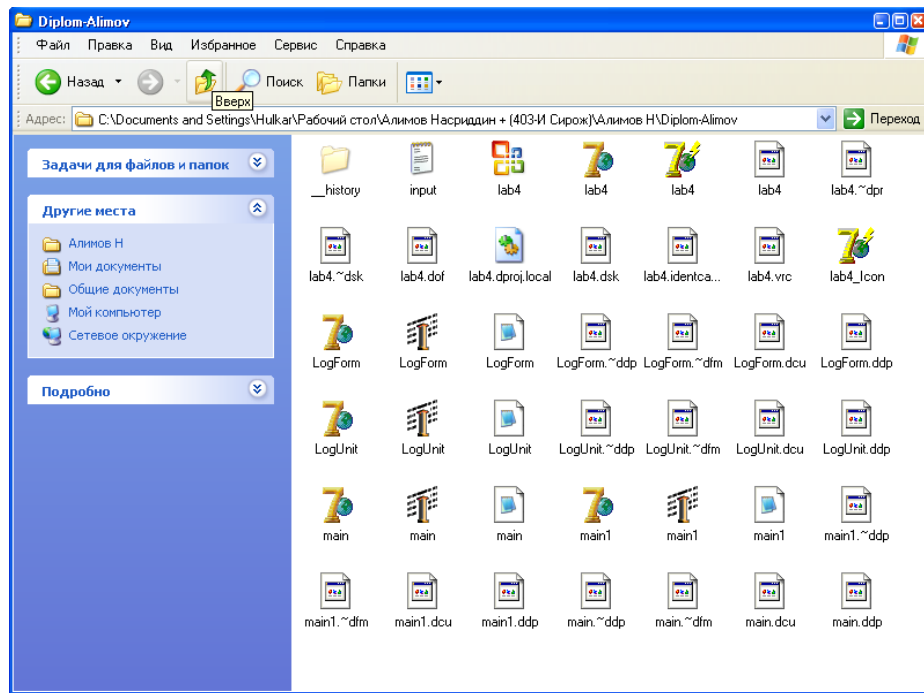 Diplom-Alimov
Файл Правка Вид Избранное Сервис Справка
Назад Поиск Папки
Вверх
Адрес: C:\Documents and Settings\Hulkar\Рабочий стол\Алимов Насриддин + (403-И Сирож)\Алимов Н\Diplom-Alimov Переход
Задачи для файлов и папок
Другие места
Алимов Н
Мои документы
Общие документы
Мой компьютер
Сетевое окружение
Подробно
__history input lab4 lab4 lab4 lab4 lab4.~dpr
lab4.~dsk lab4.dof lab4.dproj.local lab4.dsk lab4.identca... lab4.vrc lab4_Icon
LogForm LogForm LogForm LogForm.~ddp LogForm.~dfm LogForm.dcu LogForm.ddp
LogUnit LogUnit LogUnit LogUnit.~ddp LogUnit.~dfm LogUnit.dcu LogUnit.ddp
main main main main1 main1 main1 main1.~ddp
main1.~dfm main1.dcu main1.ddp main.~ddp main.~dfm main.dcu main.ddp